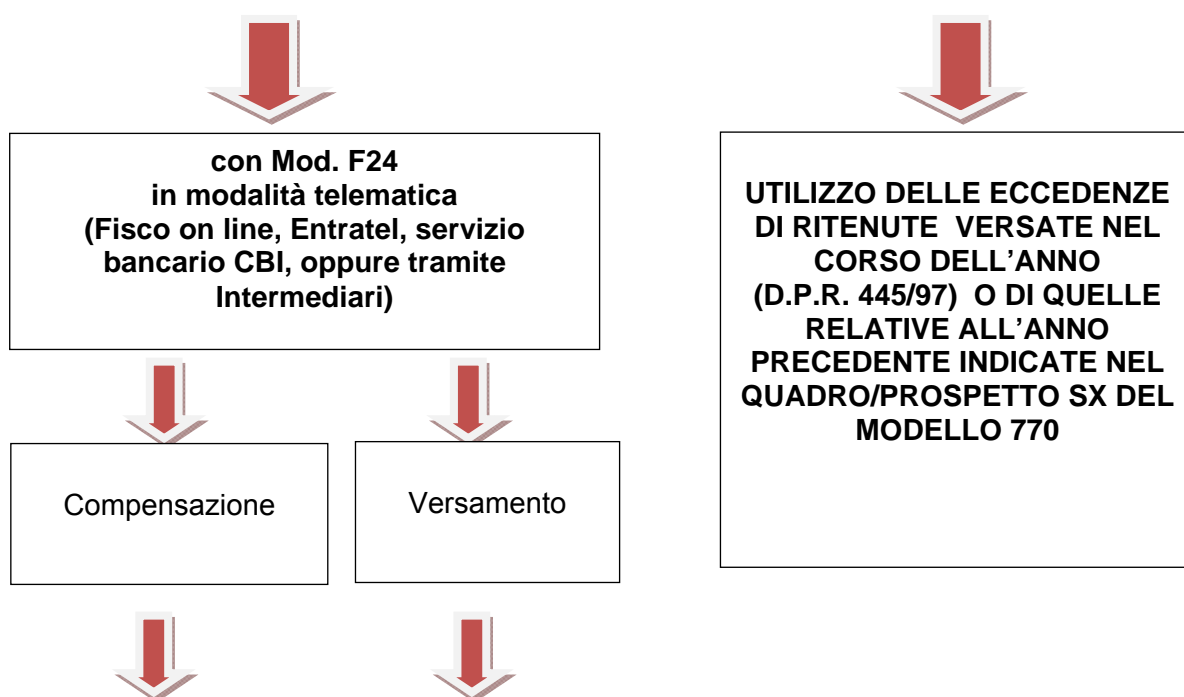 con Mod. F24
in modalità telematica
(Fisco on line, Entratel, servizio
bancario CBI, oppure tramite
Intermediari)
UTILIZZO DELLE ECCEDENZE
DI RITENUTE VERSATE NEL
CORSO DELL’ANNO
(D.P.R. 445/97) O DI QUELLE
RELATIVE ALL’ANNO
PRECEDENTE INDICATE NEL
QUADRO/PROSPETTO SX DEL
MODELLO 770
Compensazione
Versamento